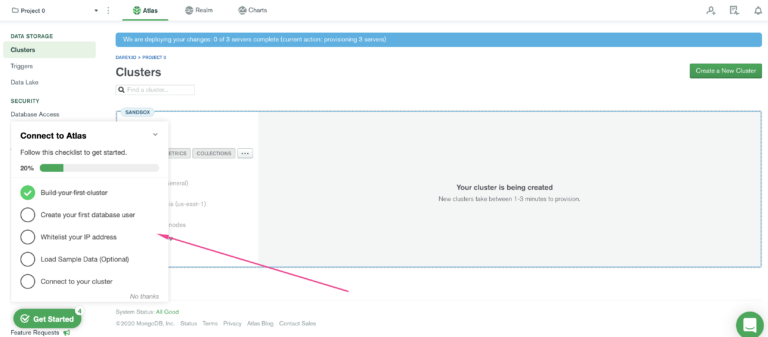 Project 0
Atlas
Realm
Charts
We are deploying your changes: 0 of 3 servers complete (current action: provisioning 3 servers)
DATA STORAGE
Clusters
Triggers
Data Lake
SECURITY
Database Access
PROJECT 0
Clusters
Find a cluster...
Create a New Cluster
SANDBOX
METRICS
COLLECTIONS
...
Your cluster is being created
New clusters take between 1-3 minutes to provision.
Connect to Atlas
Follow this checklist to get started.
20%
Build your first cluster
Create your first database user
Whitelist your IP address
Load Sample Data (Optional)
Connect to your cluster
No thanks
(us-east-1)
nodes
4
Get Started
Feature Requests
System Status: All Good
©2020 MongoDB, Inc. Status Terms Privacy Atlas Blog Contact Sales